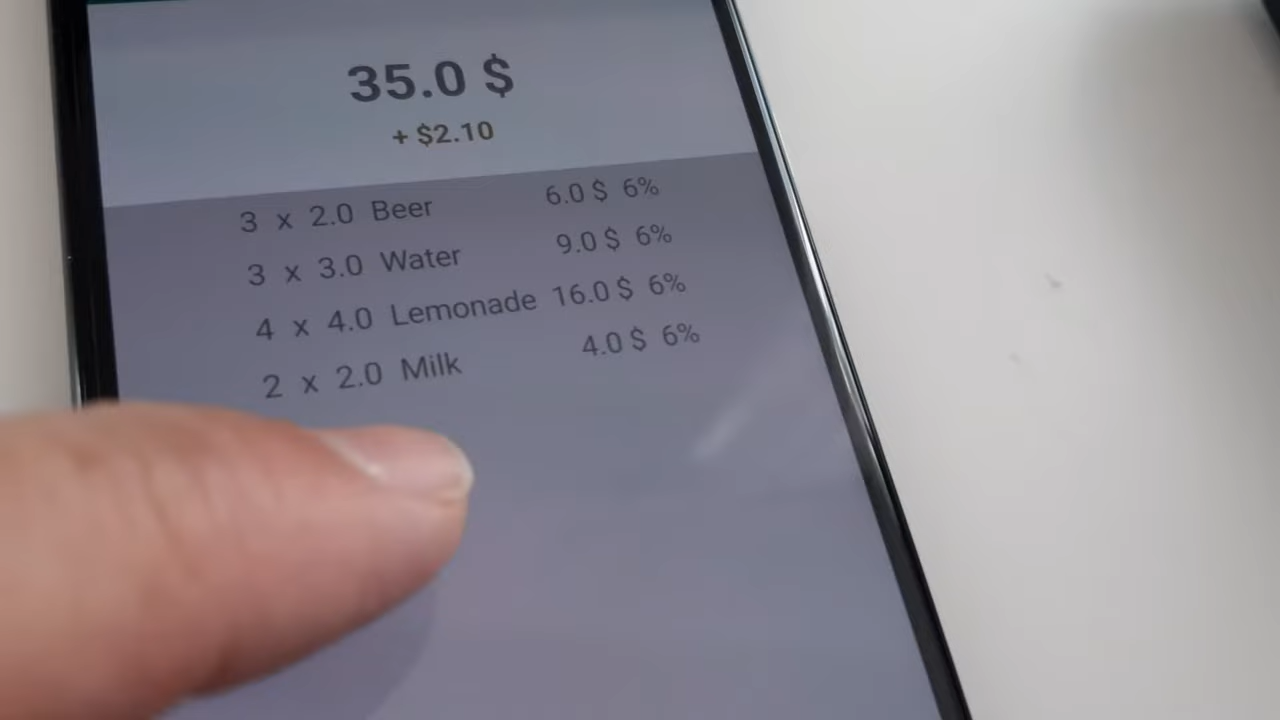 35.0 $
+ $2.10
3 x 2.0 Beer 6.0 $ 6%
3 x 3.0 Water 9.0 $ 6%
4 x 4.0 Lemonade 16.0 $ 6%
2 x 2.0 Milk 4.0 $ 6%